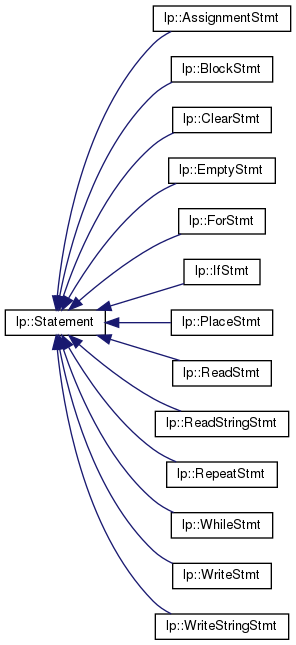 lp::AssignmentStmt
lp::BlockStmt
lp::ClearStmt
lp::EmptyStmt
lp::ForStmt
lp::IfStmt
lp::Statement
lp::PlaceStmt
lp::ReadStmt
lp::ReadStringStmt
lp::RepeatStmt
lp::WhileStmt
lp::WriteStmt
lp::WriteStringStmt